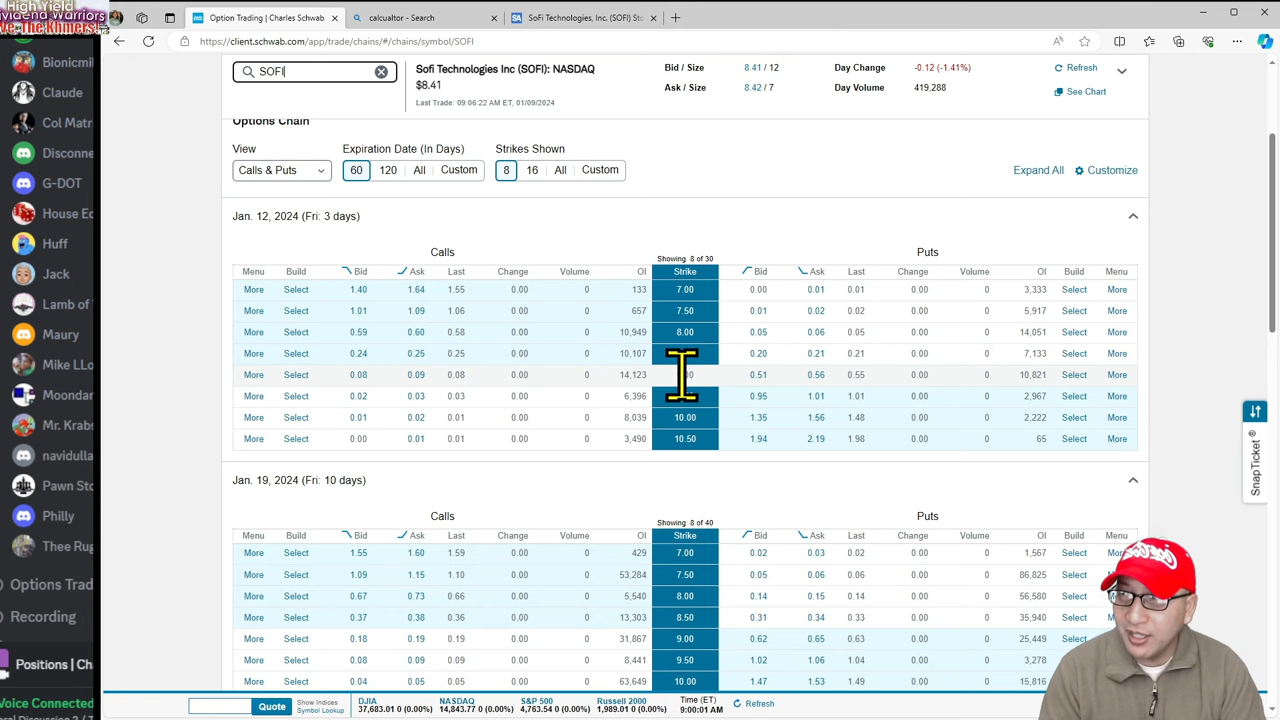 High Yield
vidend Warriors
ve. The Khmers!
Option Trading | Charles Schwab
calcualtor - Search
SoFi Technologies, Inc. (SOFI) Sto
https://client.schwab.com/app/trade/chains/#/chains/symbol/SOFI
Bionicmil
Claude
Col Matr
Disconne
G-DOT
House Ed
Huff
Jack
Lamb of
Maury
Mike LLo
Moondar
Mr. Krabs
navidulla
Pawn Sto
Philly
Thee Rug
Options Trad
Recording
Positions | Cha
Voice Connected
SOFI
Sofi Technologies Inc (SOFI): NASDAQ
$8.41
Last Trade: 09:06:22 AM ET, 01/09/2024
Bid / Size 8.41 / 12 Day Change -0.12 (-1.41%) Refresh
Ask / Size 8.42 / 7 Day Volume 419,288 See Chart
Options Chain
View Expiration Date (In Days) Strikes Shown
Calls & Puts 60 120 All Custom 8 16 All Custom Expand All Customize
Jan. 12, 2024 (Fri: 3 days)
Calls Showing 8 of 30 Puts
Menu Build Bid Ask Last Change Volume OI Strike Bid Ask Last Change Volume OI Build Menu
More Select 1.40 1.64 1.55 0.00 0 133 7.00 0.00 0.01 0.01 0.00 0 3,333 Select More
More Select 1.01 1.09 1.06 0.00 0 657 7.50 0.01 0.02 0.02 0.00 0 5,917 Select More
More Select 0.59 0.60 0.58 0.00 0 10,949 8.00 0.05 0.06 0.05 0.00 0 14,051 Select More
More Select 0.24 0.25 0.25 0.00 0 10,107 0.20 0.21 0.21 0.00 0 7,133 Select More
More Select 0.08 0.09 0.08 0.00 0 14,123 0.51 0.56 0.55 0.00 0 10,821 Select More
More Select 0.02 0.03 0.03 0.00 0 6,396 0.95 1.01 1.01 0.00 0 2,967 Select More
More Select 0.01 0.02 0.01 0.00 0 8,039 10.00 1.35 1.56 1.48 0.00 0 2,222 Select More
More Select 0.00 0.01 0.01 0.00 0 3,490 10.50 1.94 2.19 1.98 0.00 0 65 Select More
Jan. 19, 2024 (Fri: 10 days)
Calls Showing 8 of 40 Puts
Menu Build Bid Ask Last Change Volume OI Strike Bid Ask Last Change Volume OI Build Menu
More Select 1.55 1.60 1.59 0.00 0 429 7.00 0.02 0.03 0.02 0.00 0 1,567 Select More
More Select 1.09 1.15 1.10 0.00 0 53,284 7.50 0.05 0.06 0.06 0.00 0 86,825 Select
More Select 0.67 0.73 0.66 0.00 0 5,540 8.00 0.14 0.15 0.14 0.00 0 56,580 Select
More Select 0.37 0.38 0.36 0.00 0 13,303 8.50 0.31 0.34 0.33 0.00 0 35,940 Select
More Select 0.18 0.19 0.19 0.00 0 31,867 9.00 0.62 0.65 0.63 0.00 0 25,449 Select
More Select 0.08 0.09 0.09 0.00 0 8,441 9.50 1.02 1.06 1.04 0.00 0 3,278 Select
More Select 0.04 0.05 0.05 0.00 0 63,649 10.00 1.47 1.53 1.49 0.00 0 15,816 Select
SnapTicket®
Quote
Show Indices
Symbol Lookup
DJIA NASDAQ S&P 500 Russell 2000 Time (ET) Refresh
37,683.01 0 (0.00%) 14,843.77 0 (0.00%) 4,763.54 0 (0.00%) 1,989.01 0 (0.00%) 9:00:01 AM